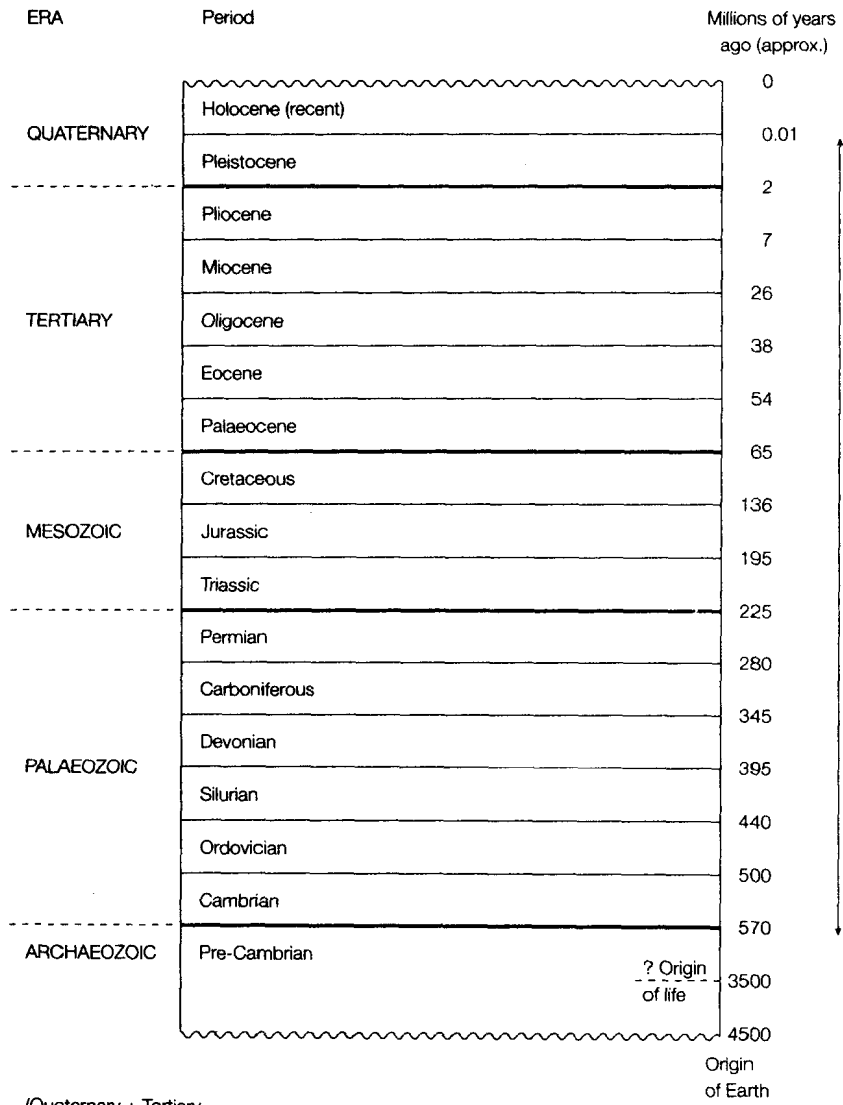 ERA Period Millions of years
ago (approx.)
0
Holocene (recent)
QUATERNARY 0.01
Pleistocene
2
Pliocene
7
Miocene
26
TERTIARY Oligocene
38
Eocene
54
Palaeocene
65
Cretaceous
136
MESOZOIC Jurassic
195
Triassic
225
Permian
280
Carboniferous
345
Devonian
PALAEOZOIC 395
Silurian
440
Ordovician
500
Cambrian
570
ARCHAEOZOIC Pre-Cambrian
? Origin
3500
of life
4500
Origin
of Earth
(Quaternary + Tertiary